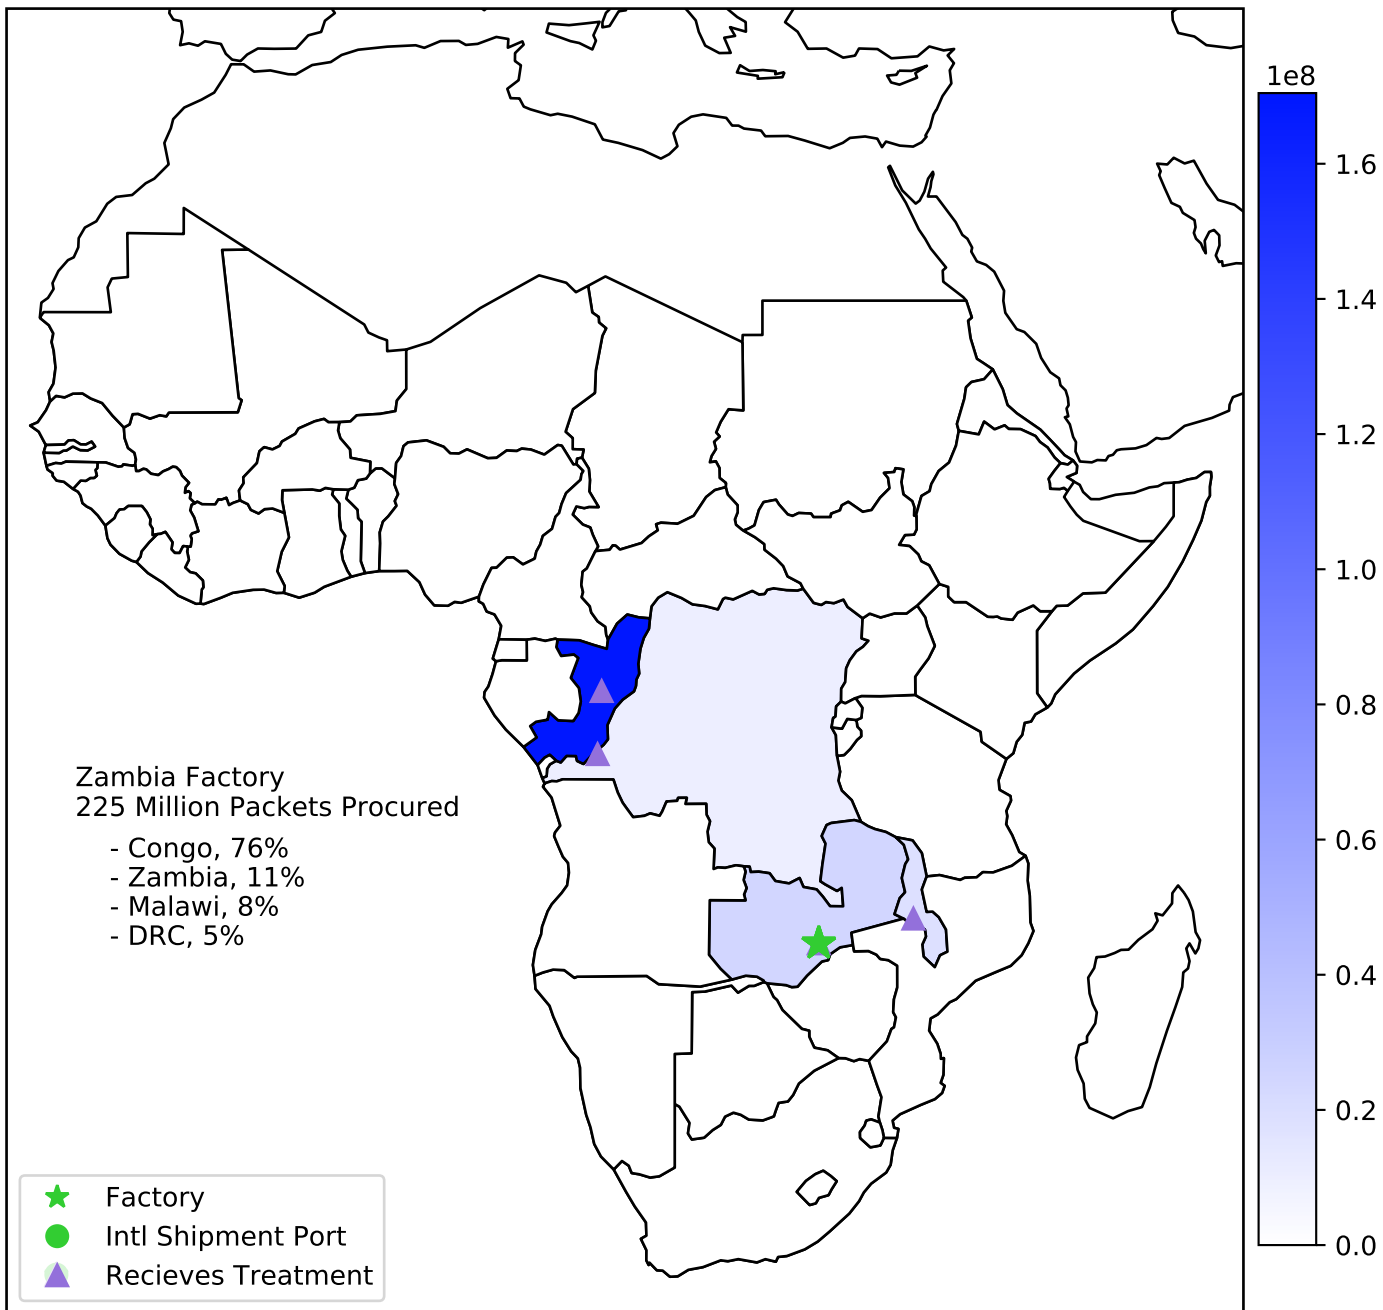 1e8
1.6
1.4
1.2
1.0
0.8
0.6
0.4
0.2
0.0
Zambia Factory
225 Million Packets Procured
- Congo, 76%
- Zambia, 11%
- Malawi, 8%
- DRC, 5%
Factory
Intl Shipment Port
Recieves Treatment